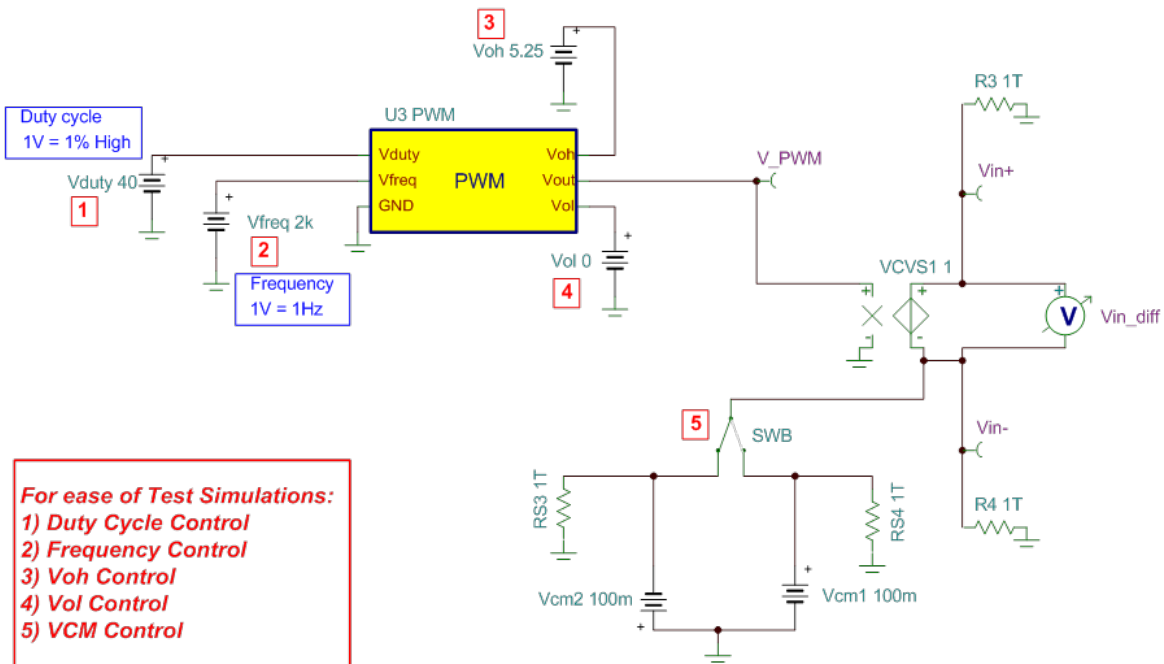 3
Voh 5.25
R3 1T
Duty cycle
1V = 1% High
U3 PWM
Vduty
Vfreq
GND
PWM
Voh
Vout
Vol
V_PWM
Vin+
Vduty 40
1
Vfreq 2k
2
Frequency
1V = 1Hz
Vol 0
4
VCVS1 1
+
-
+
-
+
V
Vin_diff
5
SWB
Vin-
RS3 1T
RS4 1T
R4 1T
Vcm2 100m
Vcm1 100m
For ease of Test Simulations:
1) Duty Cycle Control
2) Frequency Control
3) Voh Control
4) Vol Control
5) VCM Control